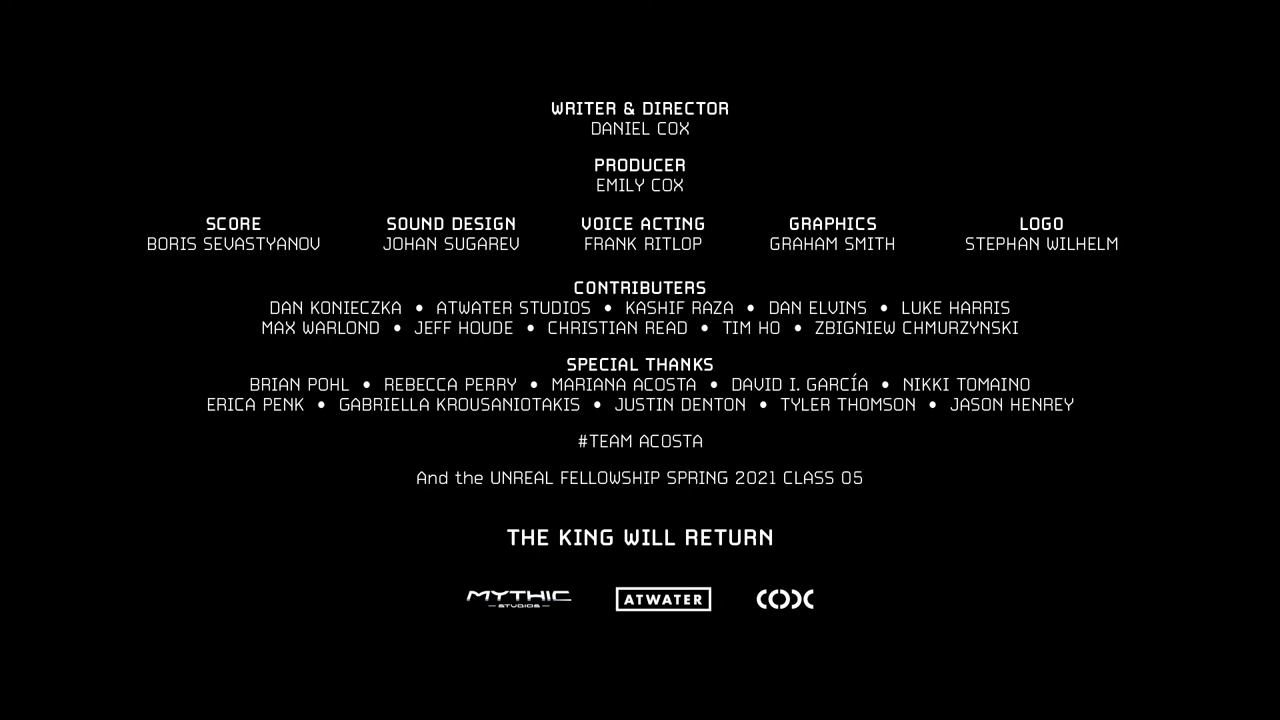 WRITER & DIRECTOR
DANIEL COX
PRODUCER
EMILY COX
SCORE SOUND DESIGN VOICE ACTING GRAPHICS LOGO
BORIS SEVASTYANOV JOHAN SUGAREV FRANK RITLOP GRAHAM SMITH STEPHAN WILHELM
CONTRIBUTERS
DAN KONIECZKA • ATWATER STUDIOS • KASHIF RAZA • DAN ELVINS • LUKE HARRIS
MAX WARLOND • JEFF HOUDE • CHRISTIAN READ • TIM HO • ZBIGNIEW CHMURZYNSKI
SPECIAL THANKS
BRIAN POHL • REBECCA PERRY • MARIANA ACOSTA • DAVID I. GARCÍA • NIKKI TOMAINO
ERICA PENK • GABRIELLA KROUSANIOTAKIS • JUSTIN DENTON • TYLER THOMSON • JASON HENREY
#TEAM ACOSTA
And the UNREAL FELLOWSHIP SPRING 2021 CLASS 05
THE KING WILL RETURN
MYTHIC STUDIOS ATWATER COX